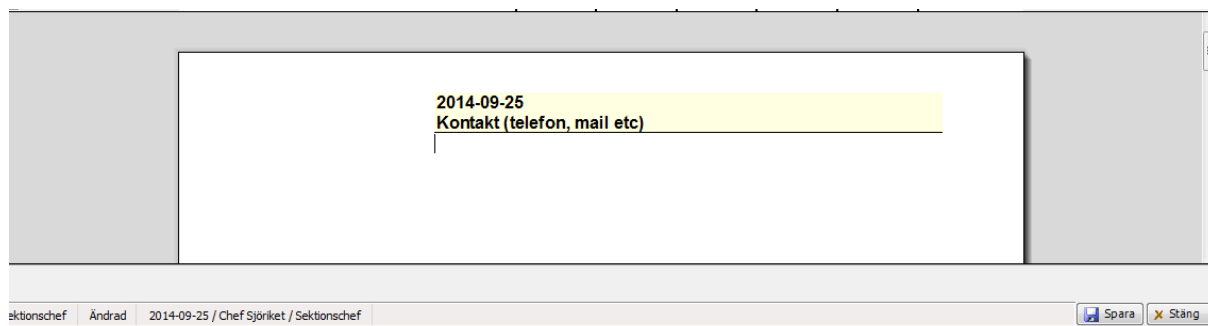 2014-09-25
Kontakt (telefon, mail etc)
ektionschef Ändrad 2014-09-25 / Chef Sjöriket / Sektionschef Spara Stäng